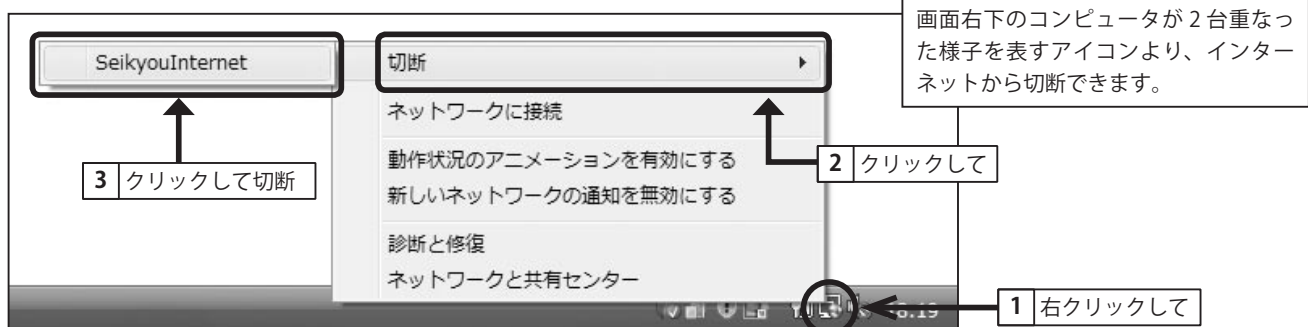 画面右下のコンピュータが 2 台重なっ
た様子を表すアイコンより、インター
ネットから切断できます。
SeikyouInternet
切断
ネットワークに接続
動作状況のアニメーションを有効にする
新しいネットワークの通知を無効にする
診断と修復
ネットワークと共有センター
3 クリックして切断
2 クリックして
1 右クリックして